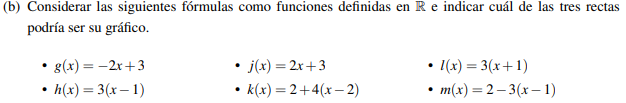 (b) Considerar las siguientes fórmulas como funciones definidas en ℝ e indicar cuál de las tres rectas
podría ser su gráfico.
• g(x) = −2x+3 • j(x) = 2x+3 • l(x) = 3(x+1)
• h(x) = 3(x−1) • k(x) = 2+4(x−2) • m(x) = 2−3(x−1)